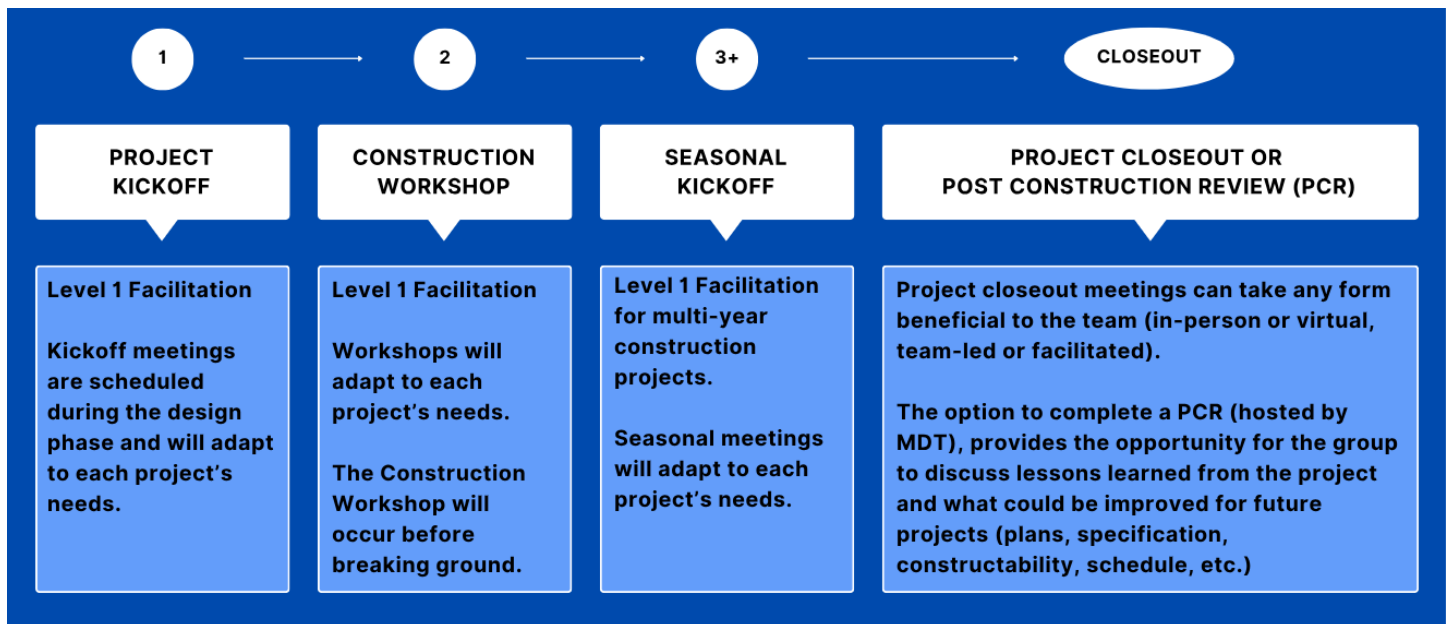 1
2
3+
CLOSEOUT
PROJECT
KICKOFF
CONSTRUCTION
WORKSHOP
SEASONAL
KICKOFF
PROJECT CLOSEOUT OR
POST CONSTRUCTION REVIEW (PCR)
Level 1 Facilitation
Kickoff meetings
are scheduled
during the design
phase and will adapt
to each project’s
needs.
Level 1 Facilitation
Workshops will
adapt to each
project’s needs.
The Construction
Workshop will
occur before
breaking ground.
Level 1 Facilitation
for multi-year
construction
projects.
Seasonal meetings
will adapt to each
project’s needs.
Project closeout meetings can take any form
beneficial to the team (in-person or virtual,
team-led or facilitated).
The option to complete a PCR (hosted by
MDT), provides the opportunity for the group
to discuss lessons learned from the project
and what could be improved for future
projects (plans, specification,
constructability, schedule, etc.)